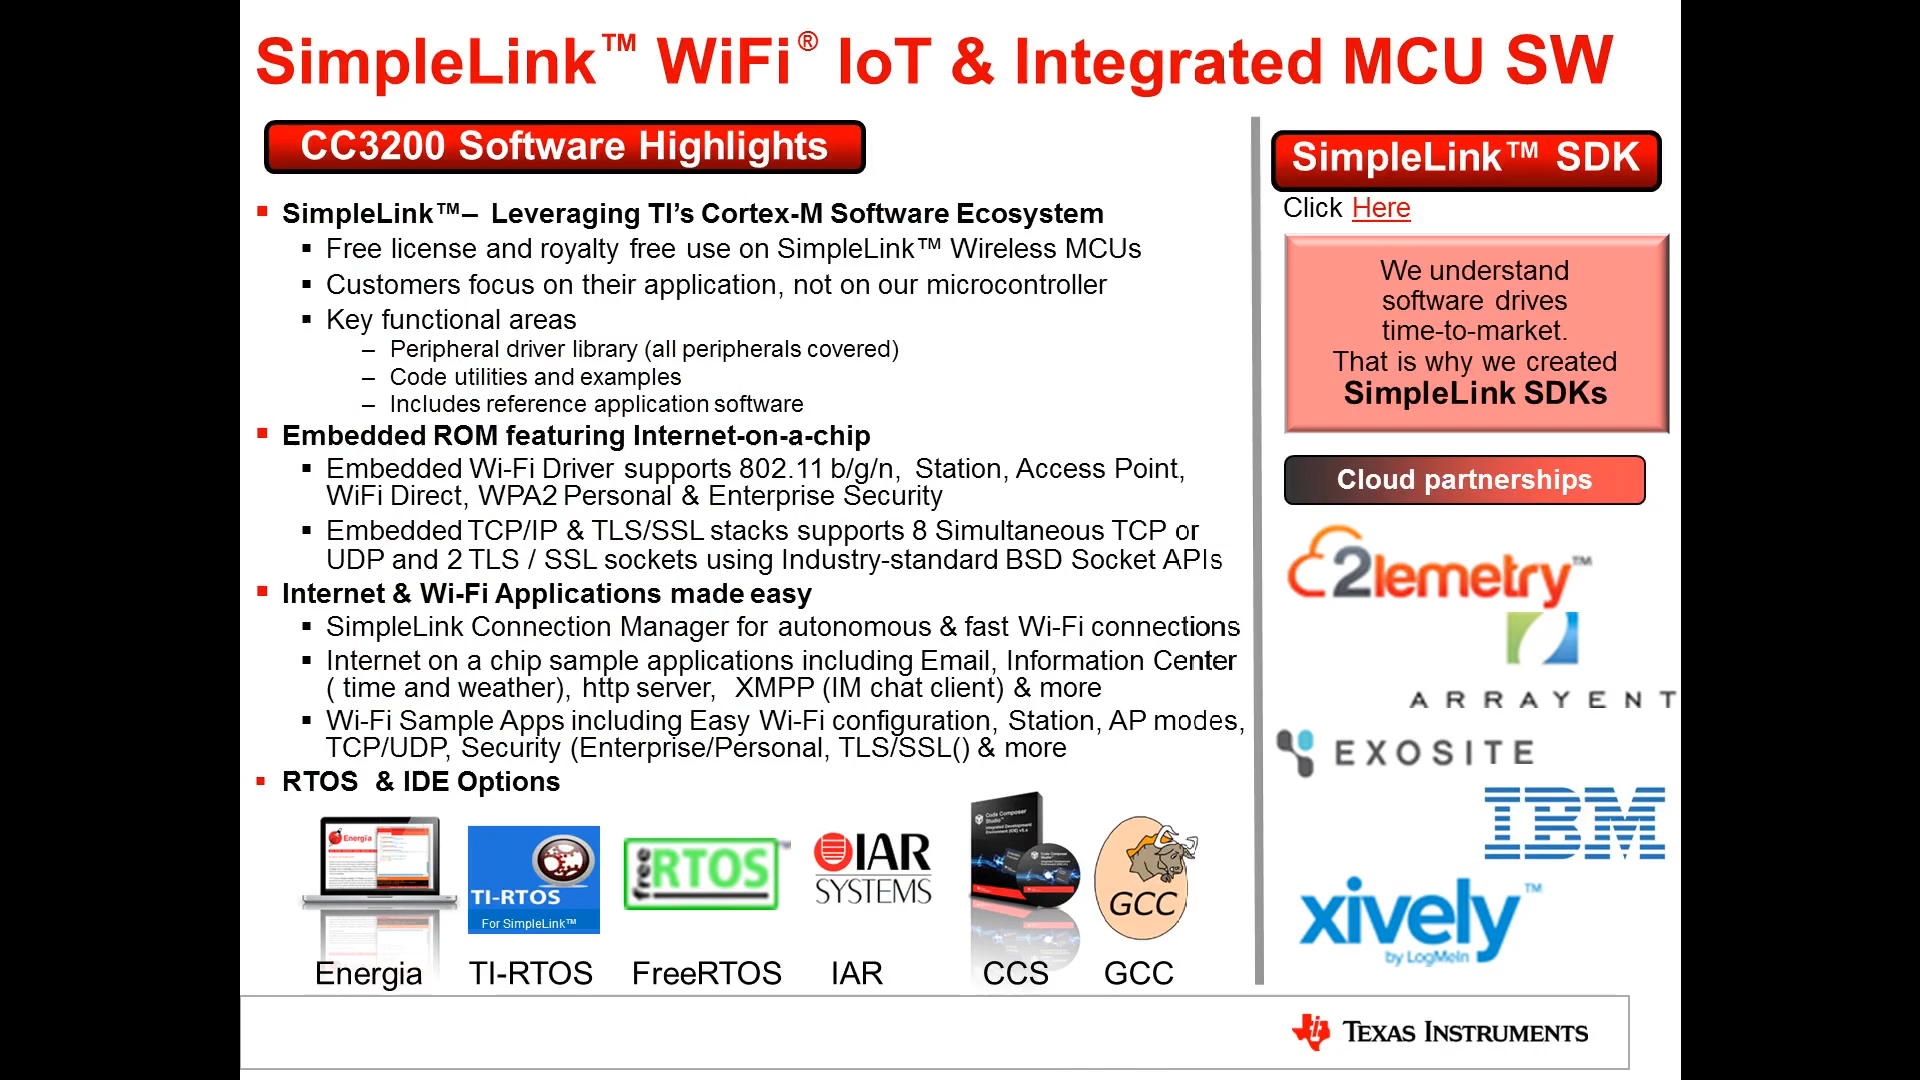 SimpleLink™ WiFi® IoT & Integrated MCU SW
CC3200 Software Highlights
SimpleLink™– Leveraging TI's Cortex-M Software Ecosystem
Free license and royalty free use on SimpleLink™ Wireless MCUs
Customers focus on their application, not on our microcontroller
Key functional areas
– Peripheral driver library (all peripherals covered)
– Code utilities and examples
– Includes reference application software
Embedded ROM featuring Internet-on-a-chip
Embedded Wi-Fi Driver supports 802.11 b/g/n, Station, Access Point,
WiFi Direct, WPA2 Personal & Enterprise Security
Embedded TCP/IP & TLS/SSL stacks supports 8 Simultaneous TCP or
UDP and 2 TLS / SSL sockets using Industry-standard BSD Socket APIs
Internet & Wi-Fi Applications made easy
SimpleLink Connection Manager for autonomous & fast Wi-Fi connections
Internet on a chip sample applications including Email, Information Center
( time and weather), http server, XMPP (IM chat client) & more
Wi-Fi Sample Apps including Easy Wi-Fi configuration, Station, AP modes,
TCP/UDP, Security (Enterprise/Personal, TLS/SSL() & more
RTOS & IDE Options
Energia
TI-RTOS
For SimpleLink™
freeRTOS
IAR
SYSTEMS
Code Composer
Studio™
GCC
Energia TI-RTOS FreeRTOS IAR CCS GCC
SimpleLink™ SDK
Click Here
We understand
software drives
time-to-market.
That is why we created
SimpleLink SDKs
Cloud partnerships
2lemetry™
ARRAYENT
EXOSITE
IBM
xively™
by LogMeIn
TEXAS INSTRUMENTS